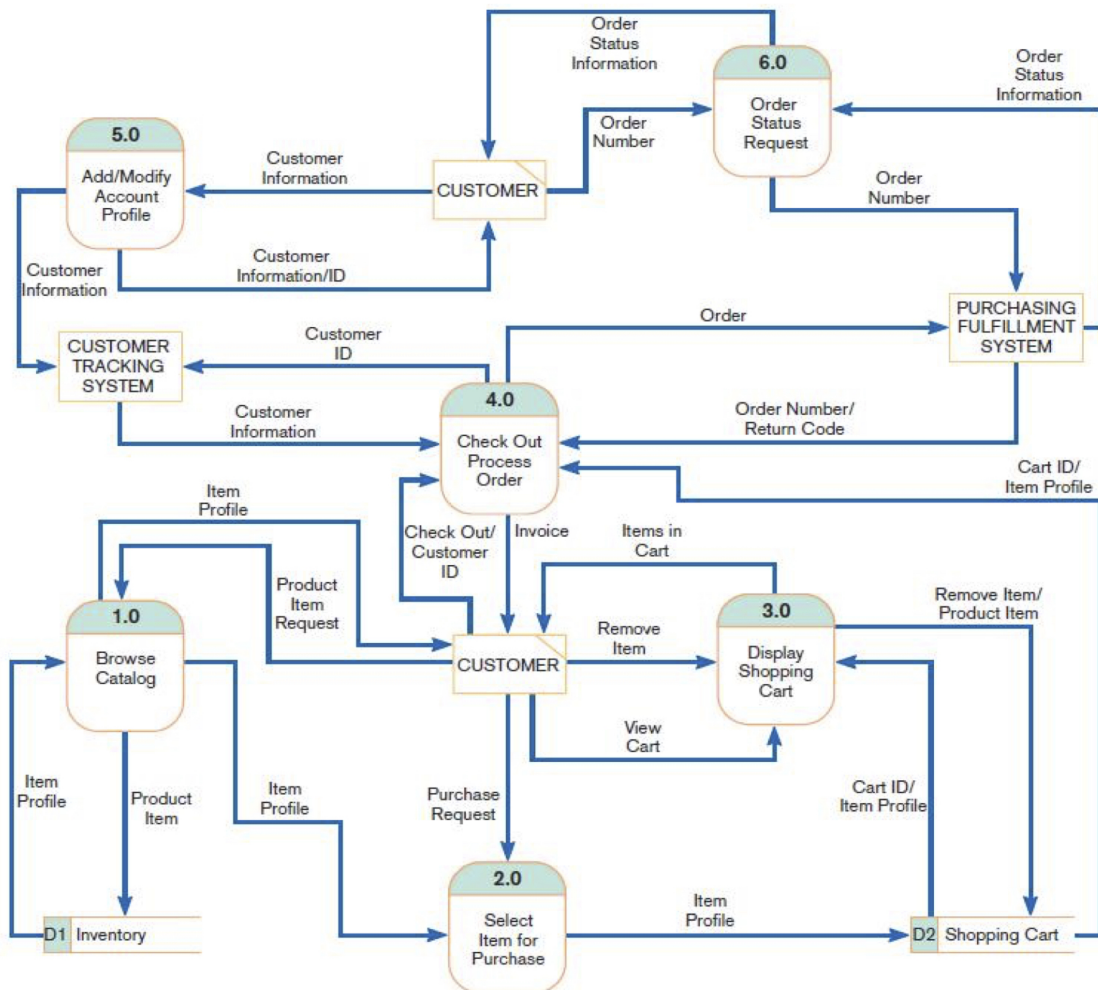 Order
Status
Information
6.0
Order
Status
Request
Order
Status
Information
5.0
Add/Modify
Account
Profile
Customer
Information
CUSTOMER
Order
Number
Order
Number
Customer
Information
Customer
Information/ID
PURCHASING
FULFILLMENT
SYSTEM
Order
CUSTOMER
TRACKING
SYSTEM
Customer
ID
4.0
Check Out
Process
Order
Customer
Information
Order Number/
Return Code
Cart ID/
Item Profile
Item
Profile
Check Out/
Customer
ID
Invoice
Items in
Cart
Product
Item
Request
1.0
Browse
Catalog
CUSTOMER
Remove
Item
3.0
Display
Shopping
Cart
Remove Item/
Product Item
View
Cart
Item
Profile
Product
Item
Item
Profile
Purchase
Request
Cart ID/
Item Profile
2.0
Select
Item for
Purchase
Item
Profile
D1 Inventory
D2 Shopping Cart